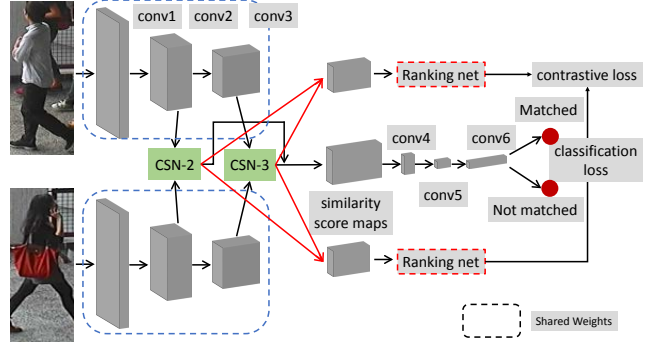 conv1 conv2 conv3
Ranking net
contrastive loss
Matched
conv4 conv6
CSN-2 CSN-3
classification
loss
conv5
similarity
score maps
Not matched
Ranking net
Shared Weights